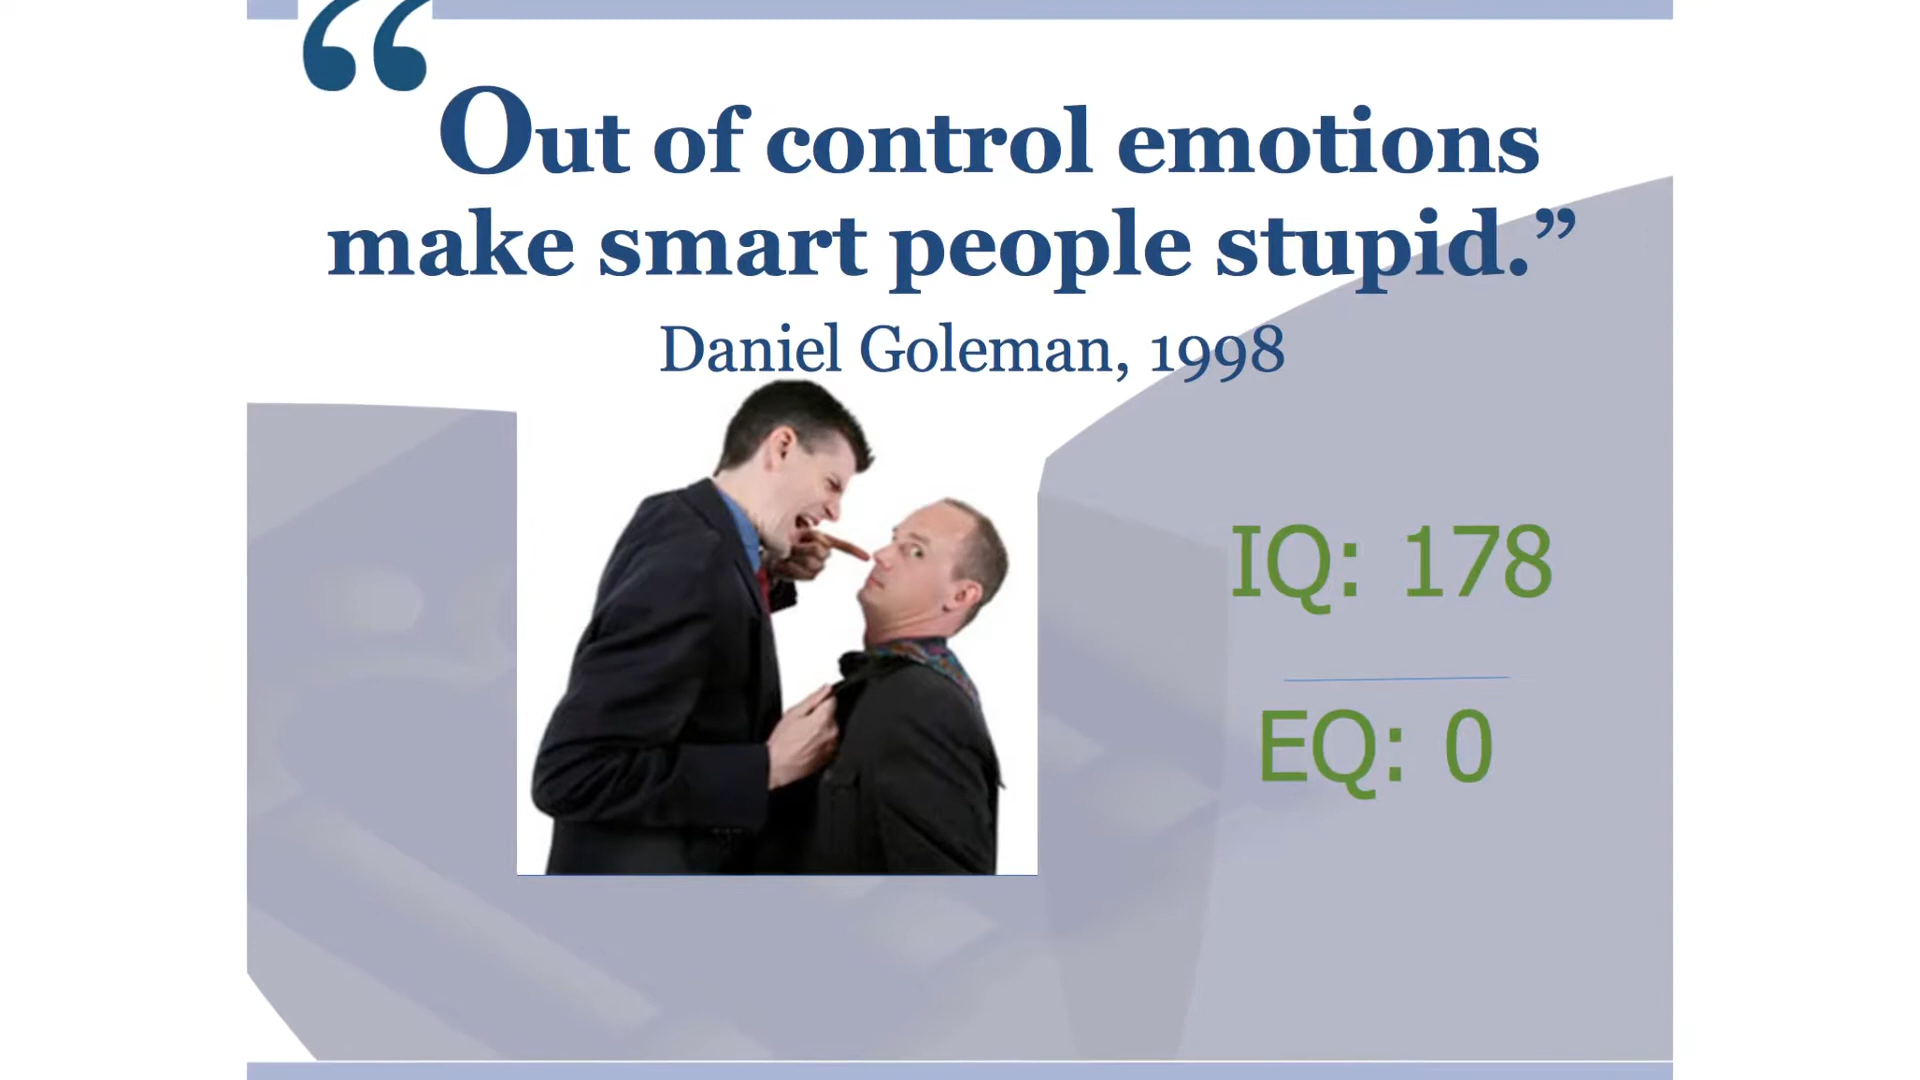 “Out of control emotions
make smart people stupid.”
Daniel Goleman, 1998
IQ: 178
EQ: 0